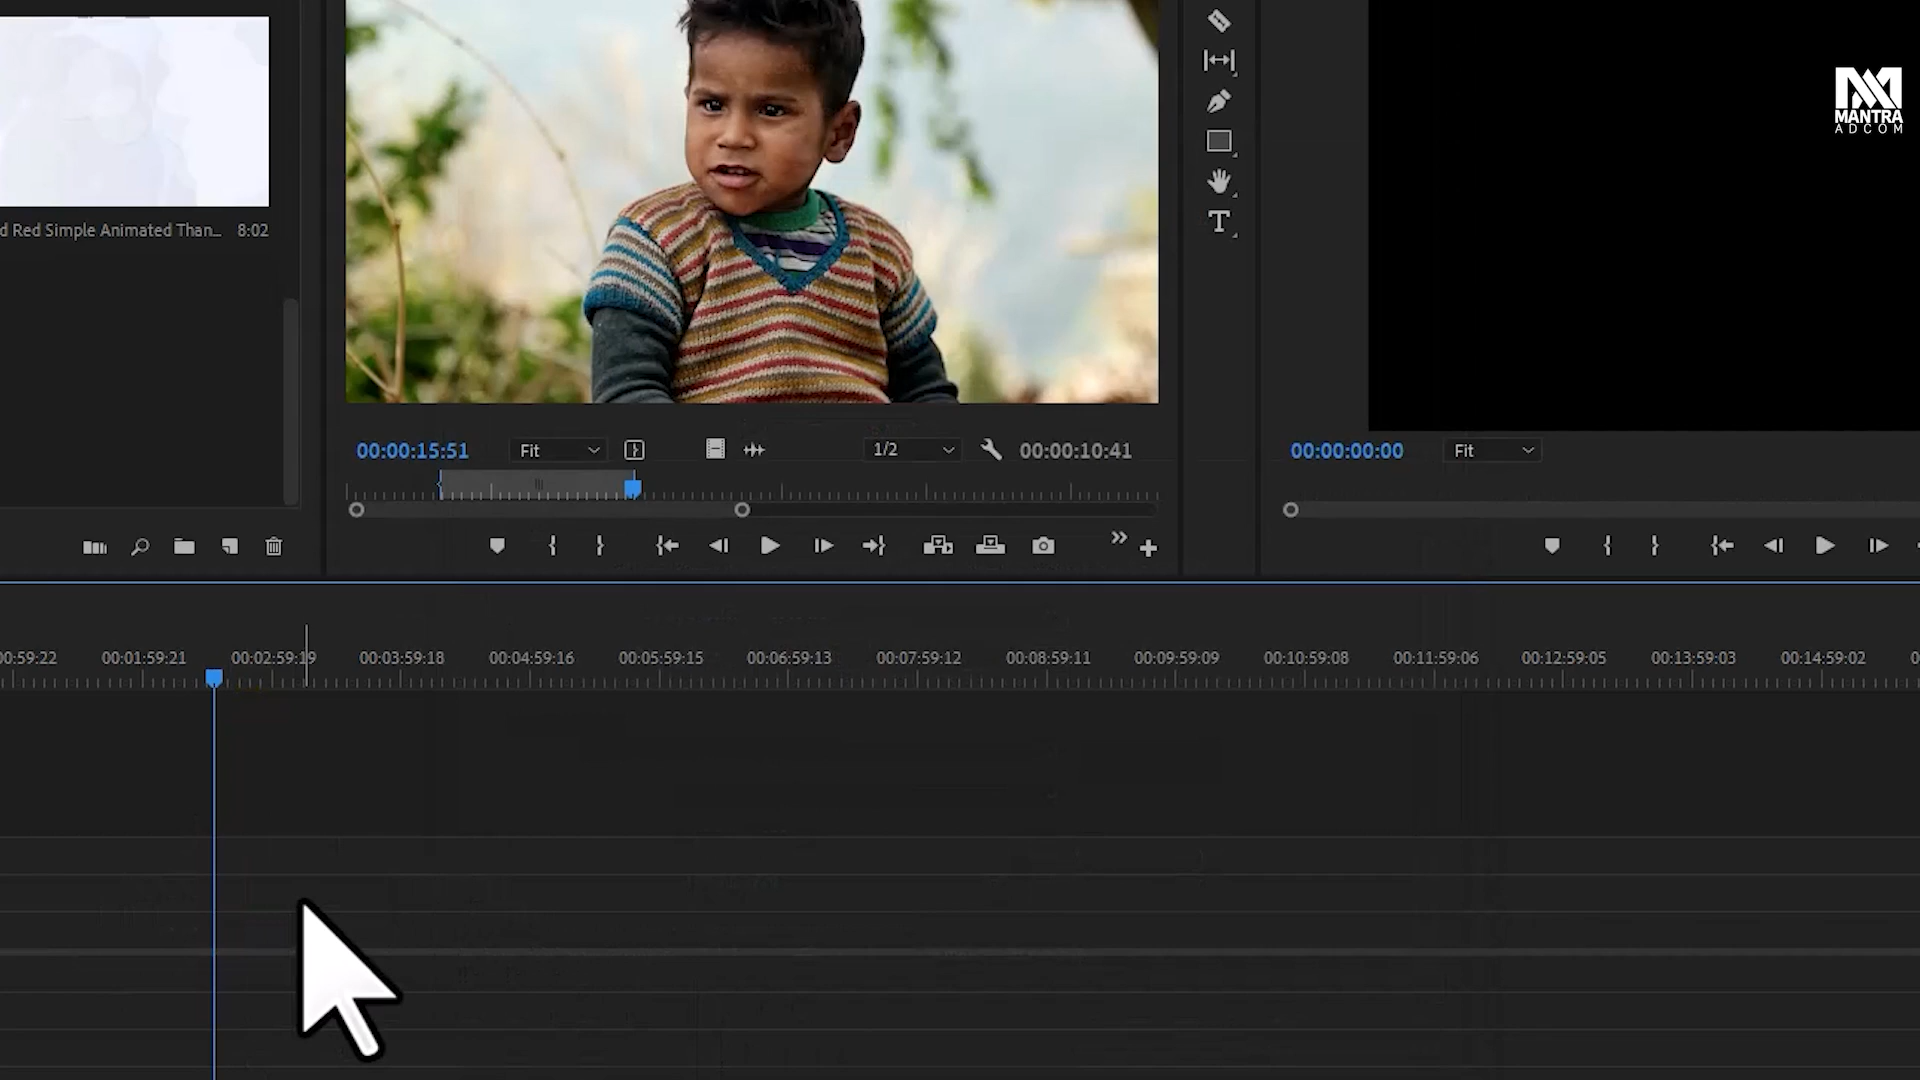 MANTRA
ADCOM
d Red Simple Animated Than... 8:02
T
00:00:15:51 Fit 1/2 00:00:10:41
00:00:00:00 Fit
00:59:22 00:01:59:21 00:02:59:19 00:03:59:18 00:04:59:16 00:05:59:15 00:06:59:13 00:07:59:12 00:08:59:11 00:09:59:09 00:10:59:08 00:11:59:06 00:12:59:05 00:13:59:03 00:14:59:02 0